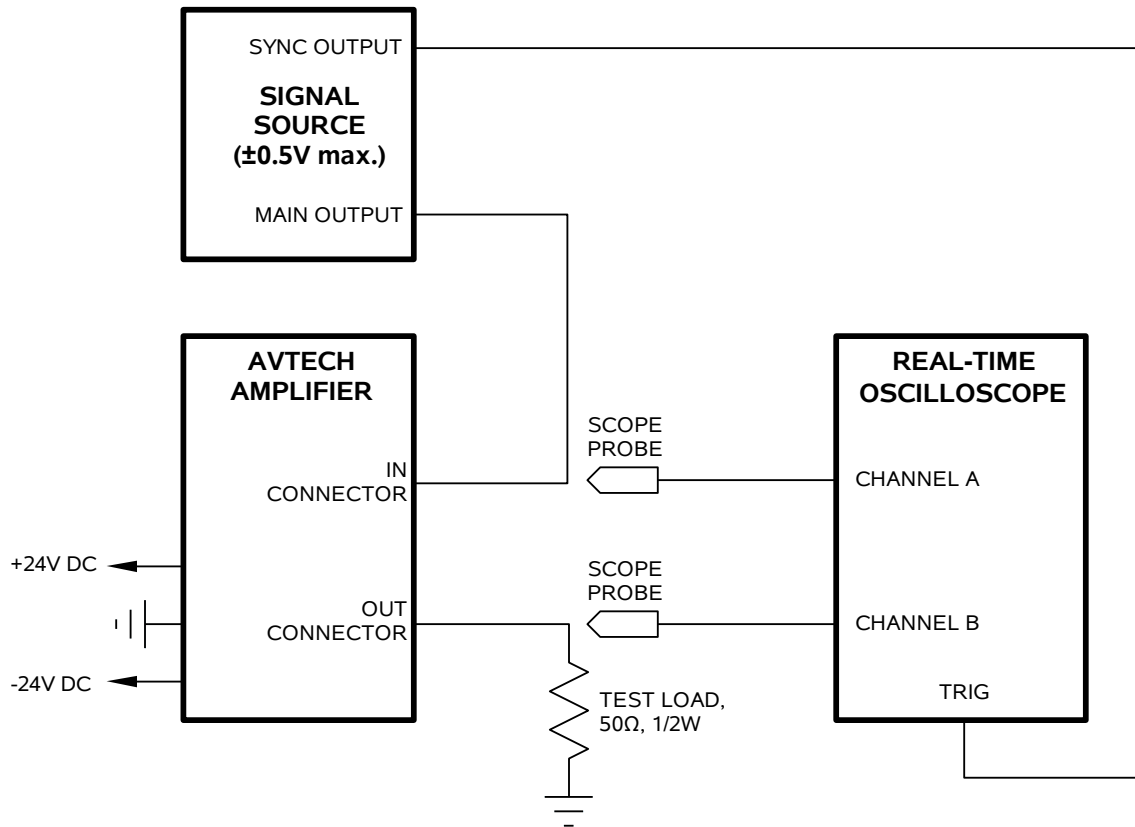 SYNC OUTPUT
SIGNAL
SOURCE
(±0.5V max.)
MAIN OUTPUT
AVTECH
AMPLIFIER
IN
CONNECTOR
OUT
CONNECTOR
+24V DC
-24V DC
SCOPE
PROBE
SCOPE
PROBE
TEST LOAD,
50Ω, 1/2W
REAL-TIME
OSCILLOSCOPE
CHANNEL A
CHANNEL B
TRIG